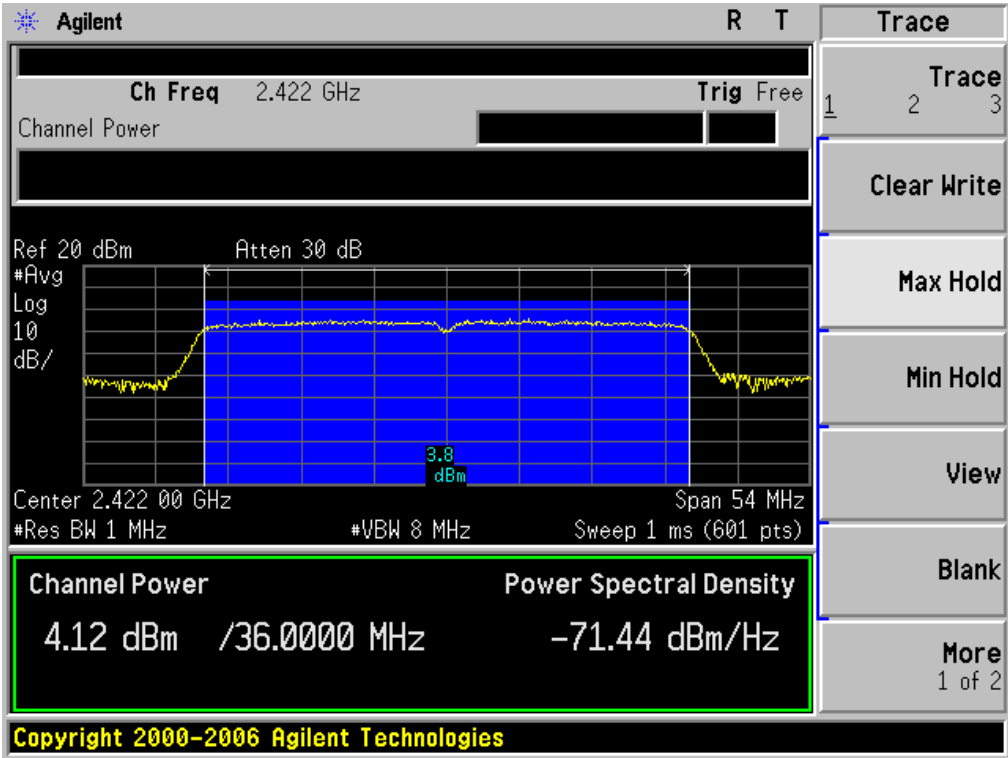 Agilent R T Trace
Ch Freq 2.422 GHz Trig Free
Channel Power
Trace
1 2 3
Clear Write
Max Hold
Min Hold
View
Blank
More
1 of 2
Ref 20 dBm Atten 30 dB
#Avg
Log
10
dB/
3.8
dBm
Center 2.422 00 GHz Span 54 MHz
#Res BW 1 MHz #VBW 8 MHz Sweep 1 ms (601 pts)
Channel Power Power Spectral Density
4.12 dBm /36.0000 MHz -71.44 dBm/Hz
Copyright 2000-2006 Agilent Technologies